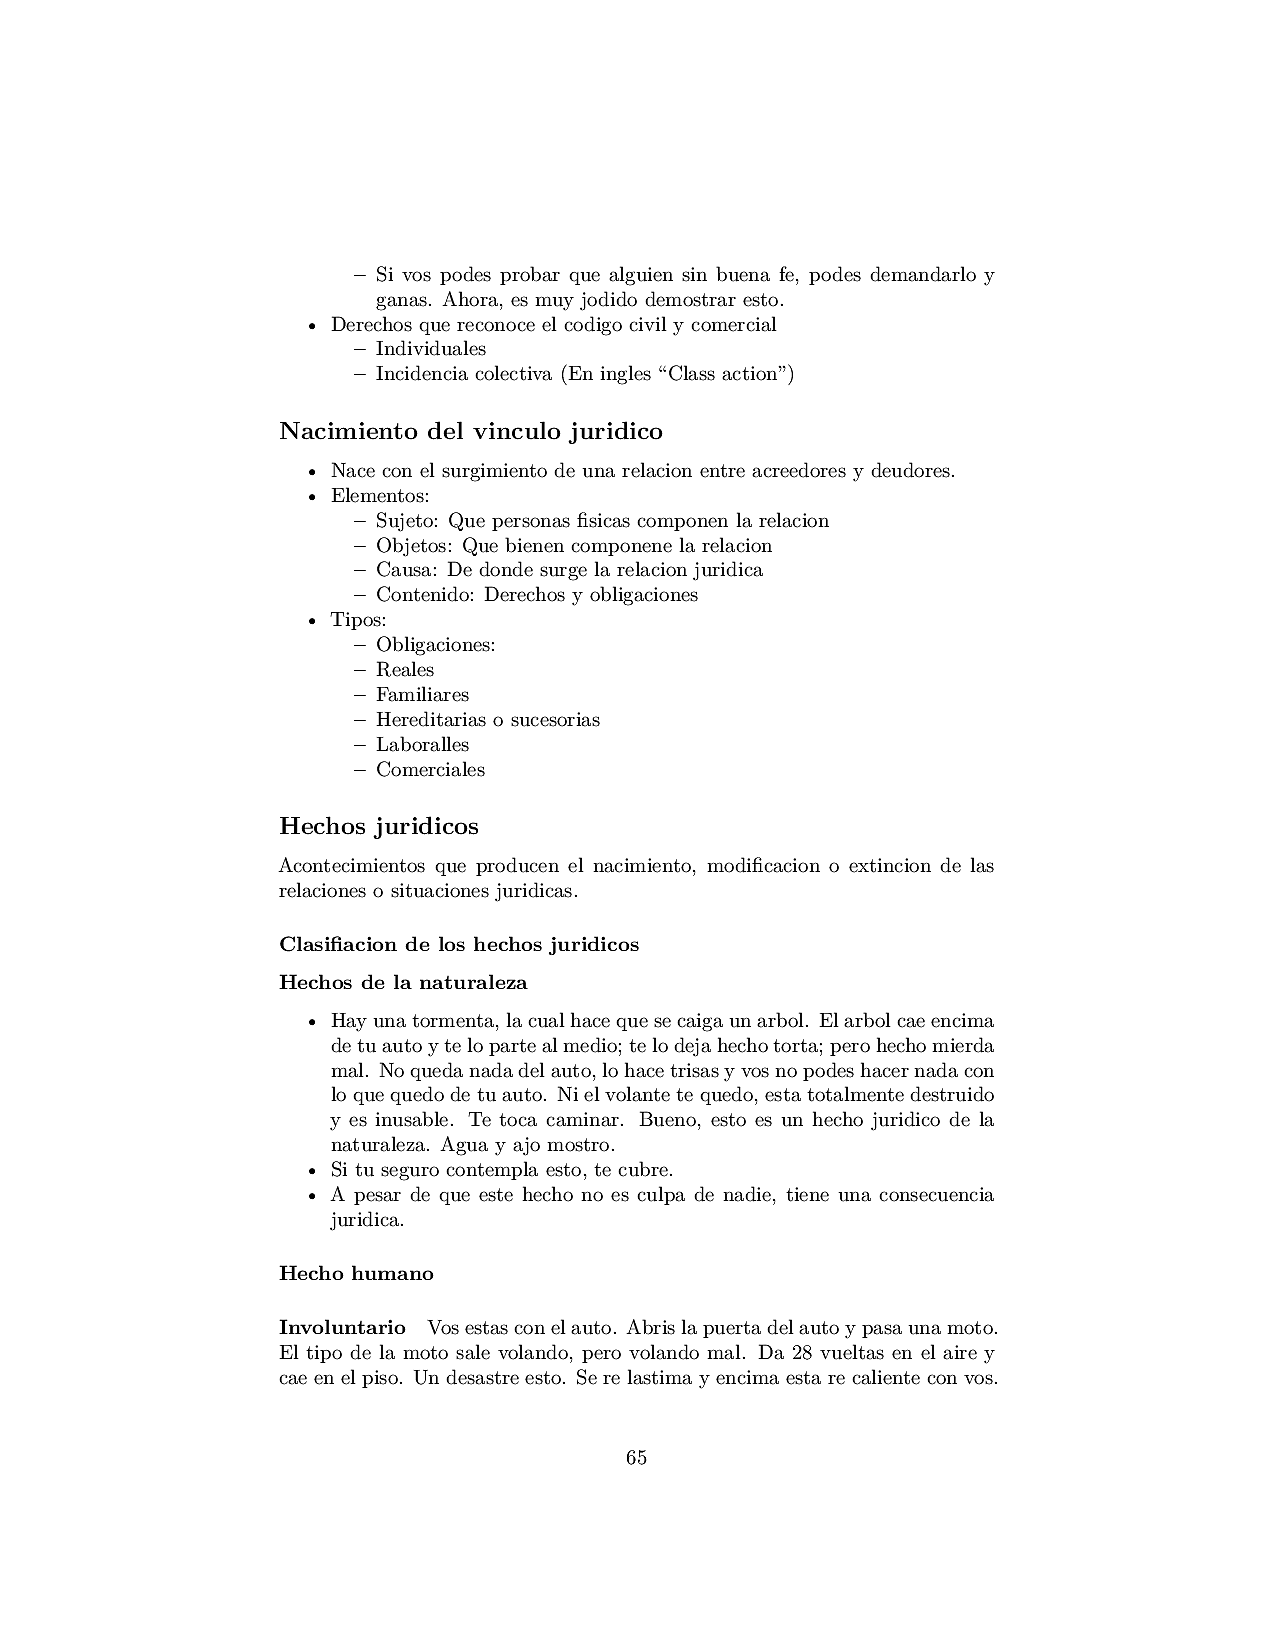 – Si vos podes probar que alguien sin buena fe, podes demandarlo y
ganas. Ahora, es muy jodido demostrar esto.
• Derechos que reconoce el codigo civil y comercial
– Individuales
– Incidencia colectiva (En ingles “Class action”)
Nacimiento del vinculo juridico
• Nace con el surgimiento de una relacion entre acreedores y deudores.
• Elementos:
– Sujeto: Que personas fisicas componen la relacion
– Objetos: Que bienen componene la relacion
– Causa: De donde surge la relacion juridica
– Contenido: Derechos y obligaciones
• Tipos:
– Obligaciones:
– Reales
– Familiares
– Hereditarias o sucesorias
– Laboralles
– Comerciales
Hechos juridicos
Acontecimientos que producen el nacimiento, modificacion o extincion de las
relaciones o situaciones juridicas.
Clasifiacion de los hechos juridicos
Hechos de la naturaleza
• Hay una tormenta, la cual hace que se caiga un arbol. El arbol cae encima
de tu auto y te lo parte al medio; te lo deja hecho torta; pero hecho mierda
mal. No queda nada del auto, lo hace trisas y vos no podes hacer nada con
lo que quedo de tu auto. Ni el volante te quedo, esta totalmente destruido
y es inusable. Te toca caminar. Bueno, esto es un hecho juridico de la
naturaleza. Agua y ajo mostro.
• Si tu seguro contempla esto, te cubre.
• A pesar de que este hecho no es culpa de nadie, tiene una consecuencia
juridica.
Hecho humano
Involuntario Vos estas con el auto. Abris la puerta del auto y pasa una moto.
El tipo de la moto sale volando, pero volando mal. Da 28 vueltas en el aire y
cae en el piso. Un desastre esto. Se re lastima y encima esta re caliente con vos.
65